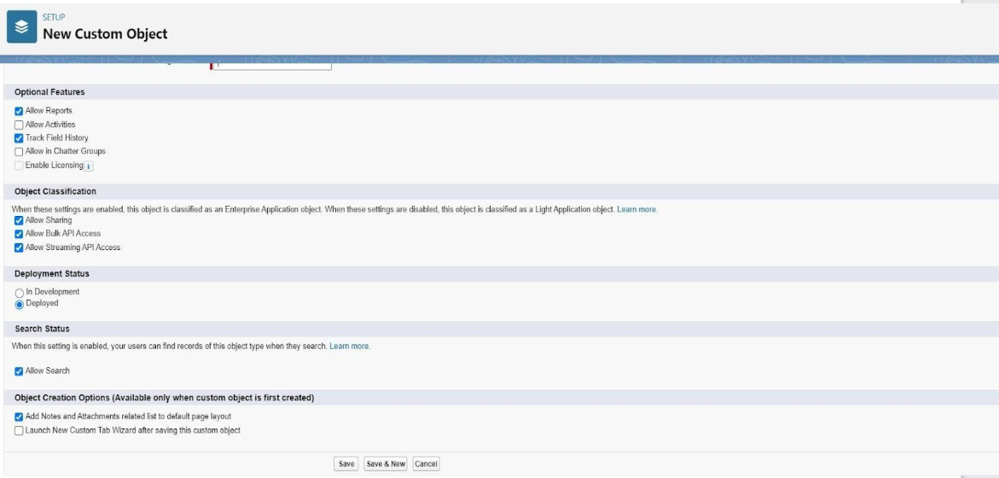 SETUP
New Custom Object
Optional Features
Allow Reports
Allow Activities
Track Field History
Allow in Chatter Groups
Enable Licensing i
Object Classification
When these settings are enabled, this object is classified as an Enterprise Application object. When these settings are disabled, this object is classified as a Light Application object. Learn more.
Allow Sharing
Allow Bulk API Access
Allow Streaming API Access
Deployment Status
In Development
Deployed
Search Status
When this setting is enabled, your users can find records of this object type when they search. Learn more.
Allow Search
Object Creation Options (Available only when custom object is first created)
Add Notes and Attachments related list to default page layout
Launch New Custom Tab Wizard after saving this custom object
Save Save & New Cancel